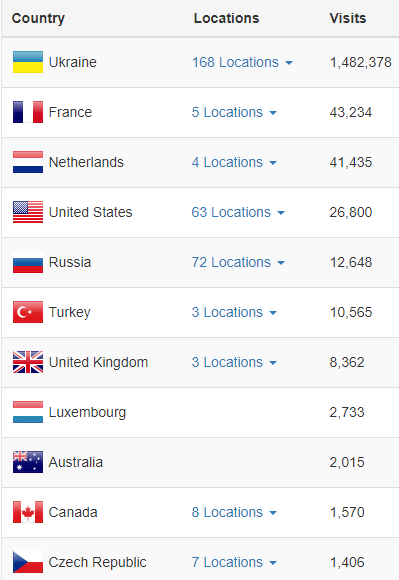 Country Locations Visits
Ukraine 168 Locations 1,482,378
France 5 Locations 43,234
Netherlands 4 Locations 41,435
United States 63 Locations 26,800
Russia 72 Locations 12,648
Turkey 3 Locations 10,565
United Kingdom 3 Locations 8,362
Luxembourg 2,733
Australia 2,015
Canada 8 Locations 1,570
Czech Republic 7 Locations 1,406